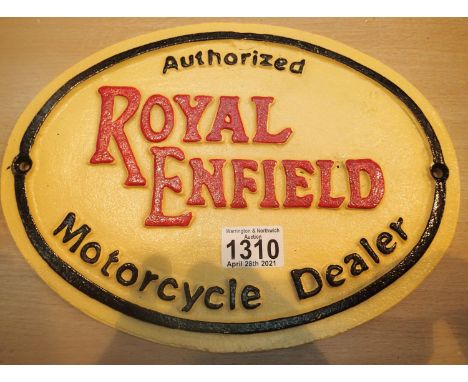 Authorized
ROYAL
ENFIELD
Warrington & Northwich
Auction
1310
April 28th 2021
Motorcycle Dealer